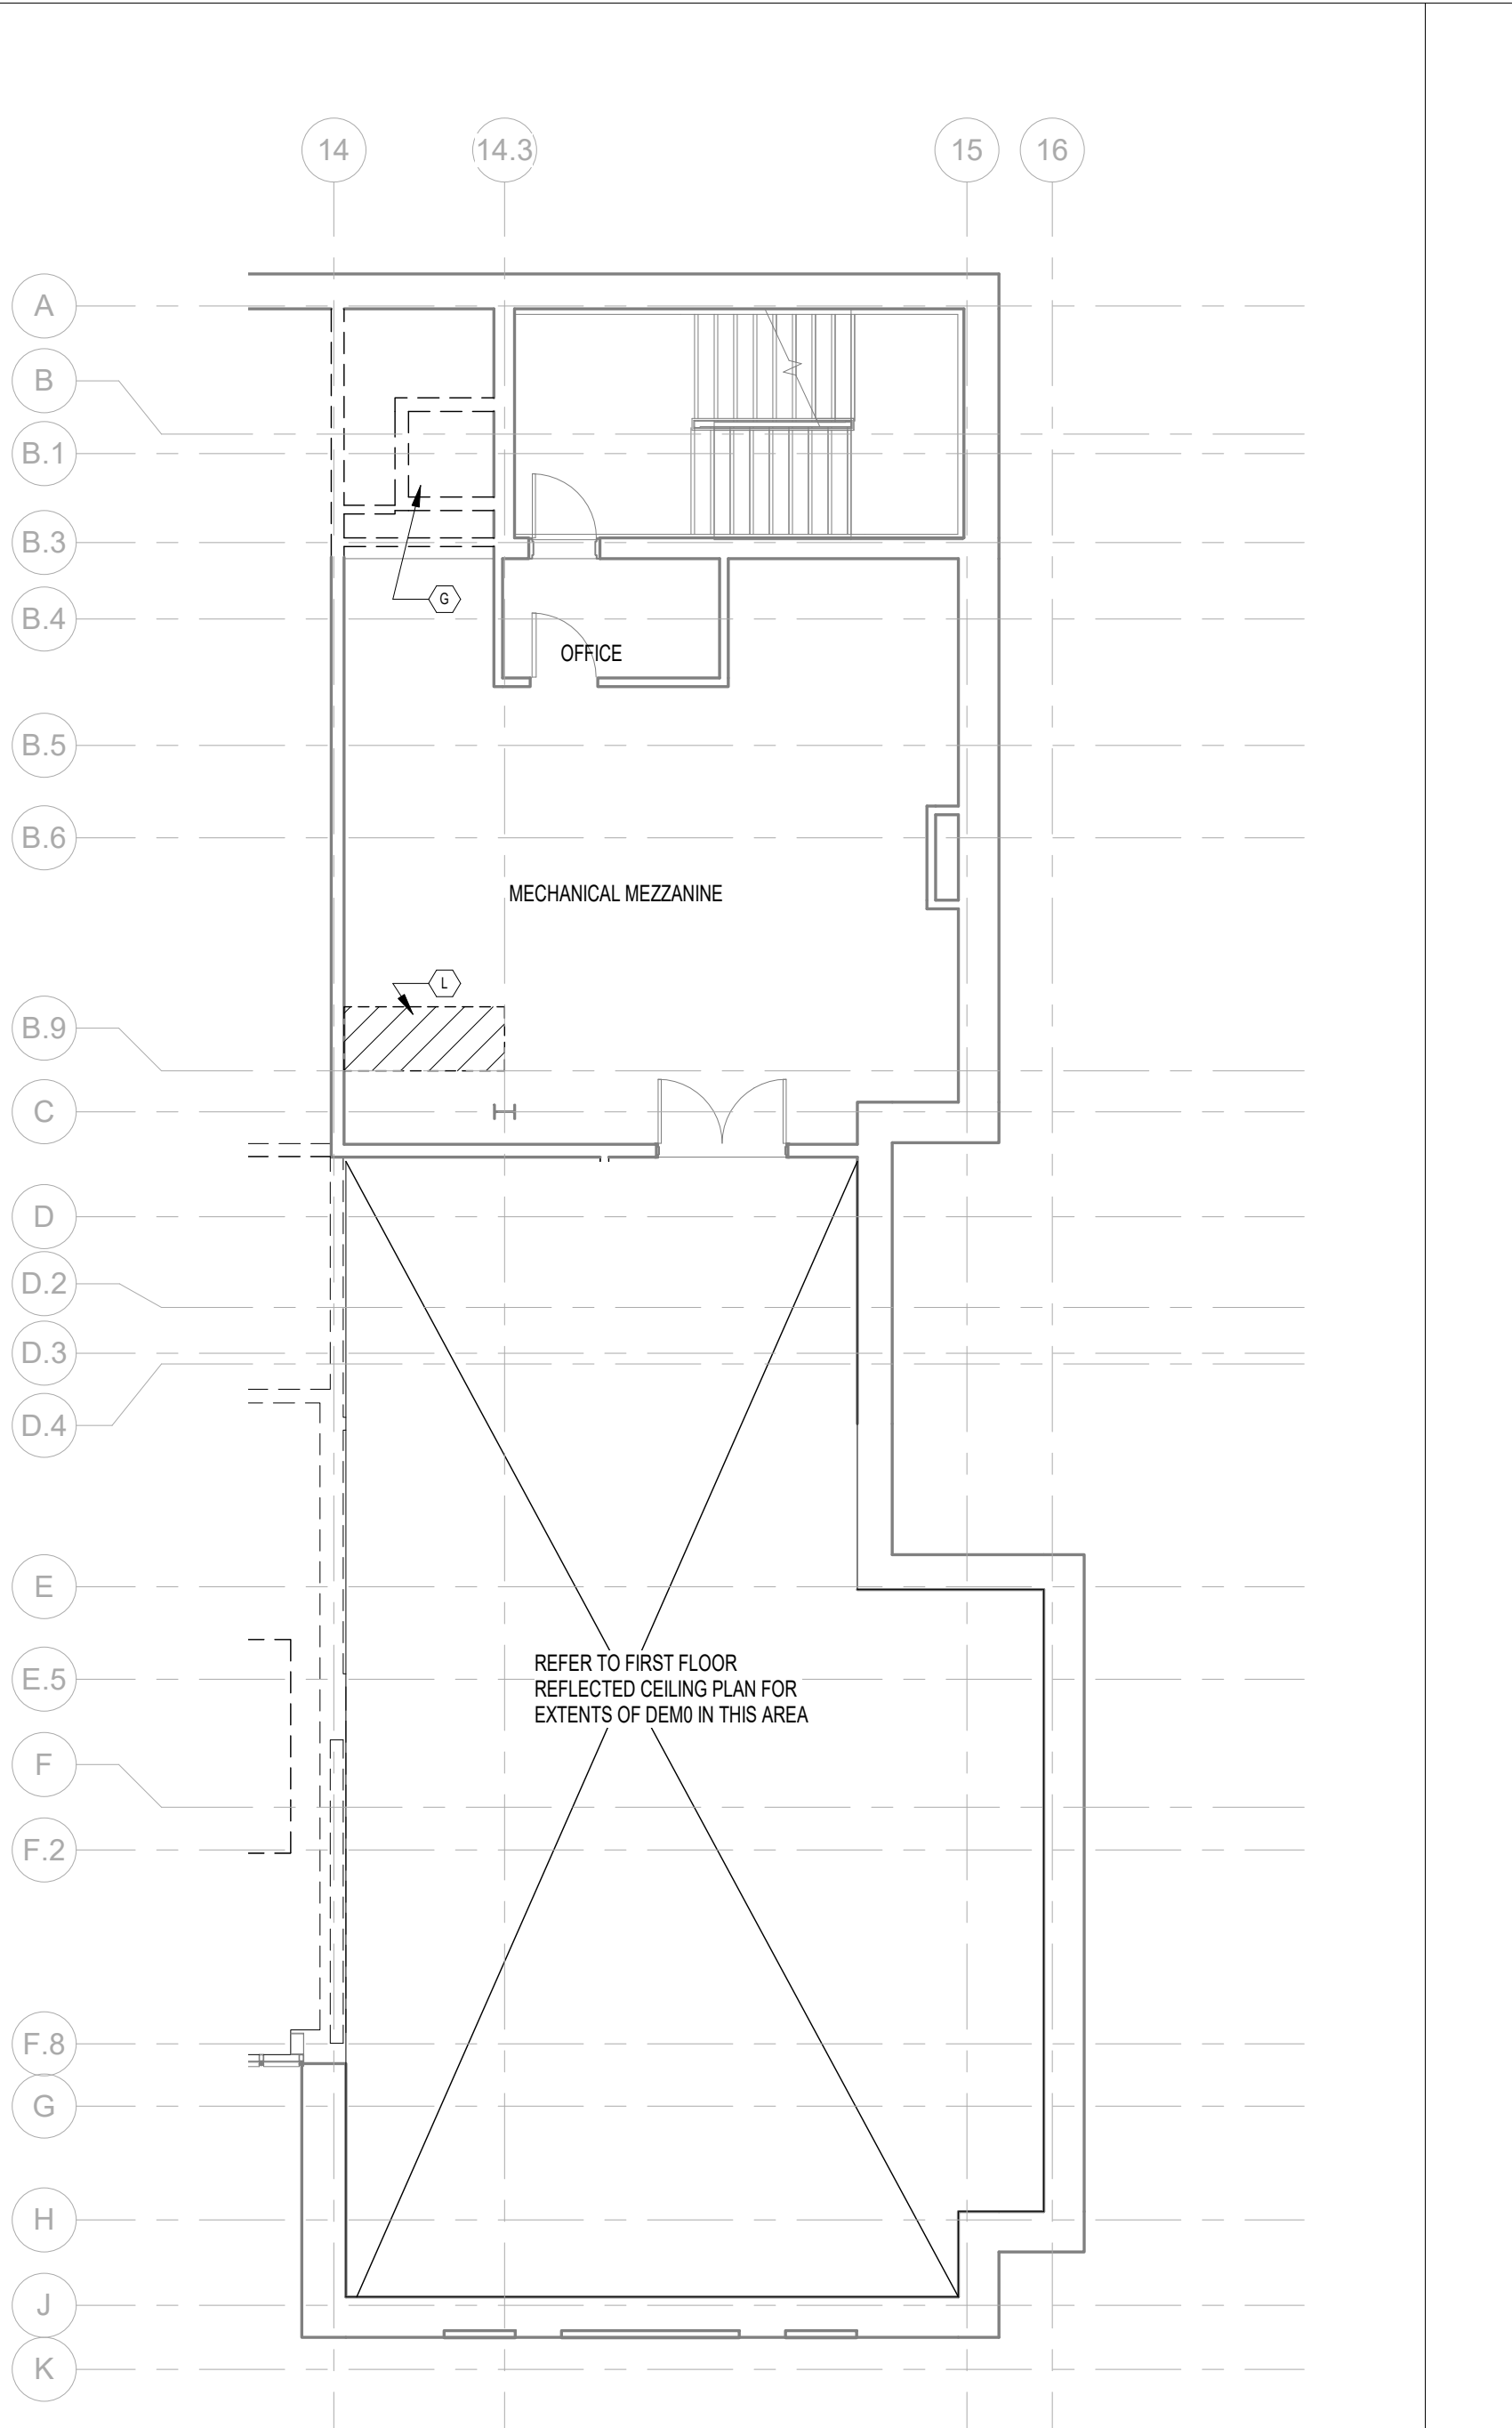 14
14.3
15
16
A
B
B.1
B.3
G
B.4
OFFICE
B.5
B.6
MECHANICAL MEZZANINE
L
B.9
C
D
D.2
D.3
D.4
E
REFER TO FIRST FLOOR
REFLECTED CEILING PLAN FOR
EXTENTS OF DEM0 IN THIS AREA
E.5
F
F.2
F.8
G
H
J
K